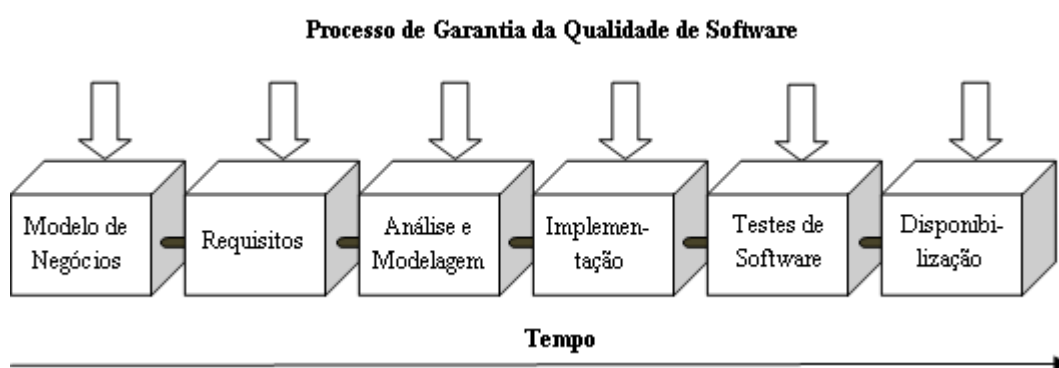 Processo de Garantia da Qualidade de Software
Modelo de
Negócios
Requisitos
Análise e
Modelagem
Implemen-
tação
Testes de
Software
Disponibi-
lização
Tempo